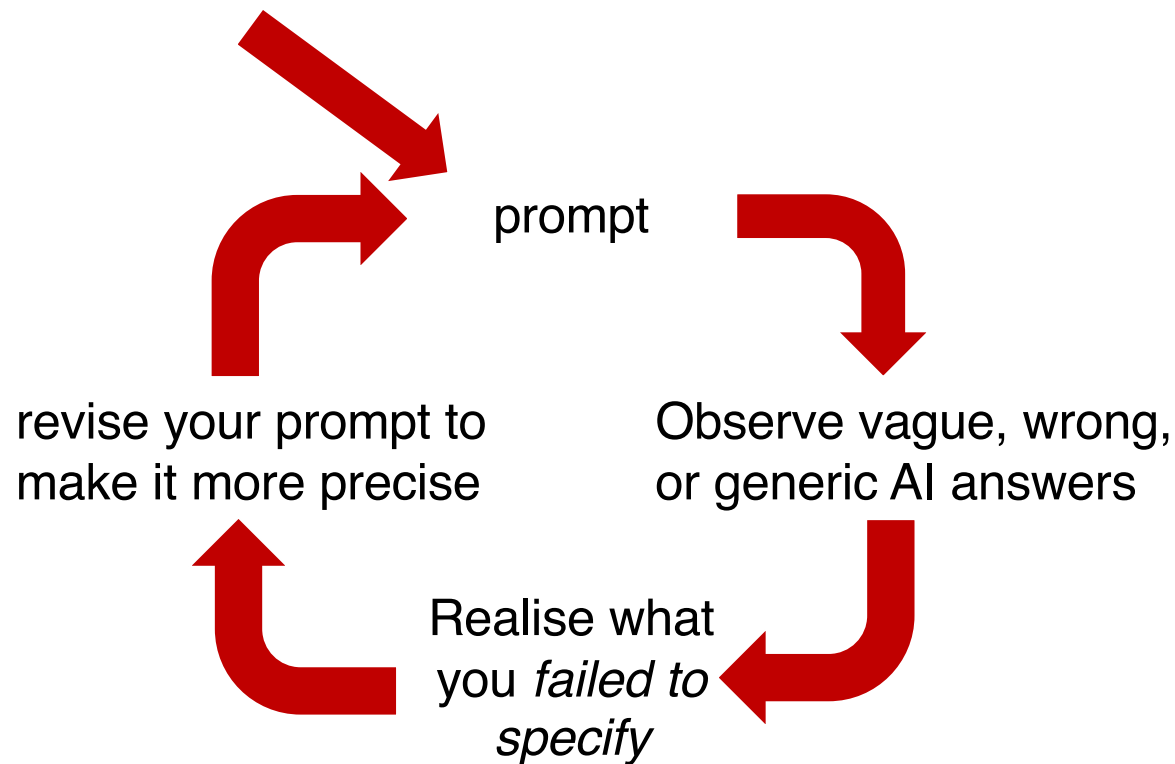 prompt
Observe vague, wrong,
or generic AI answers
Realise what
you failed to
specify
revise your prompt to
make it more precise